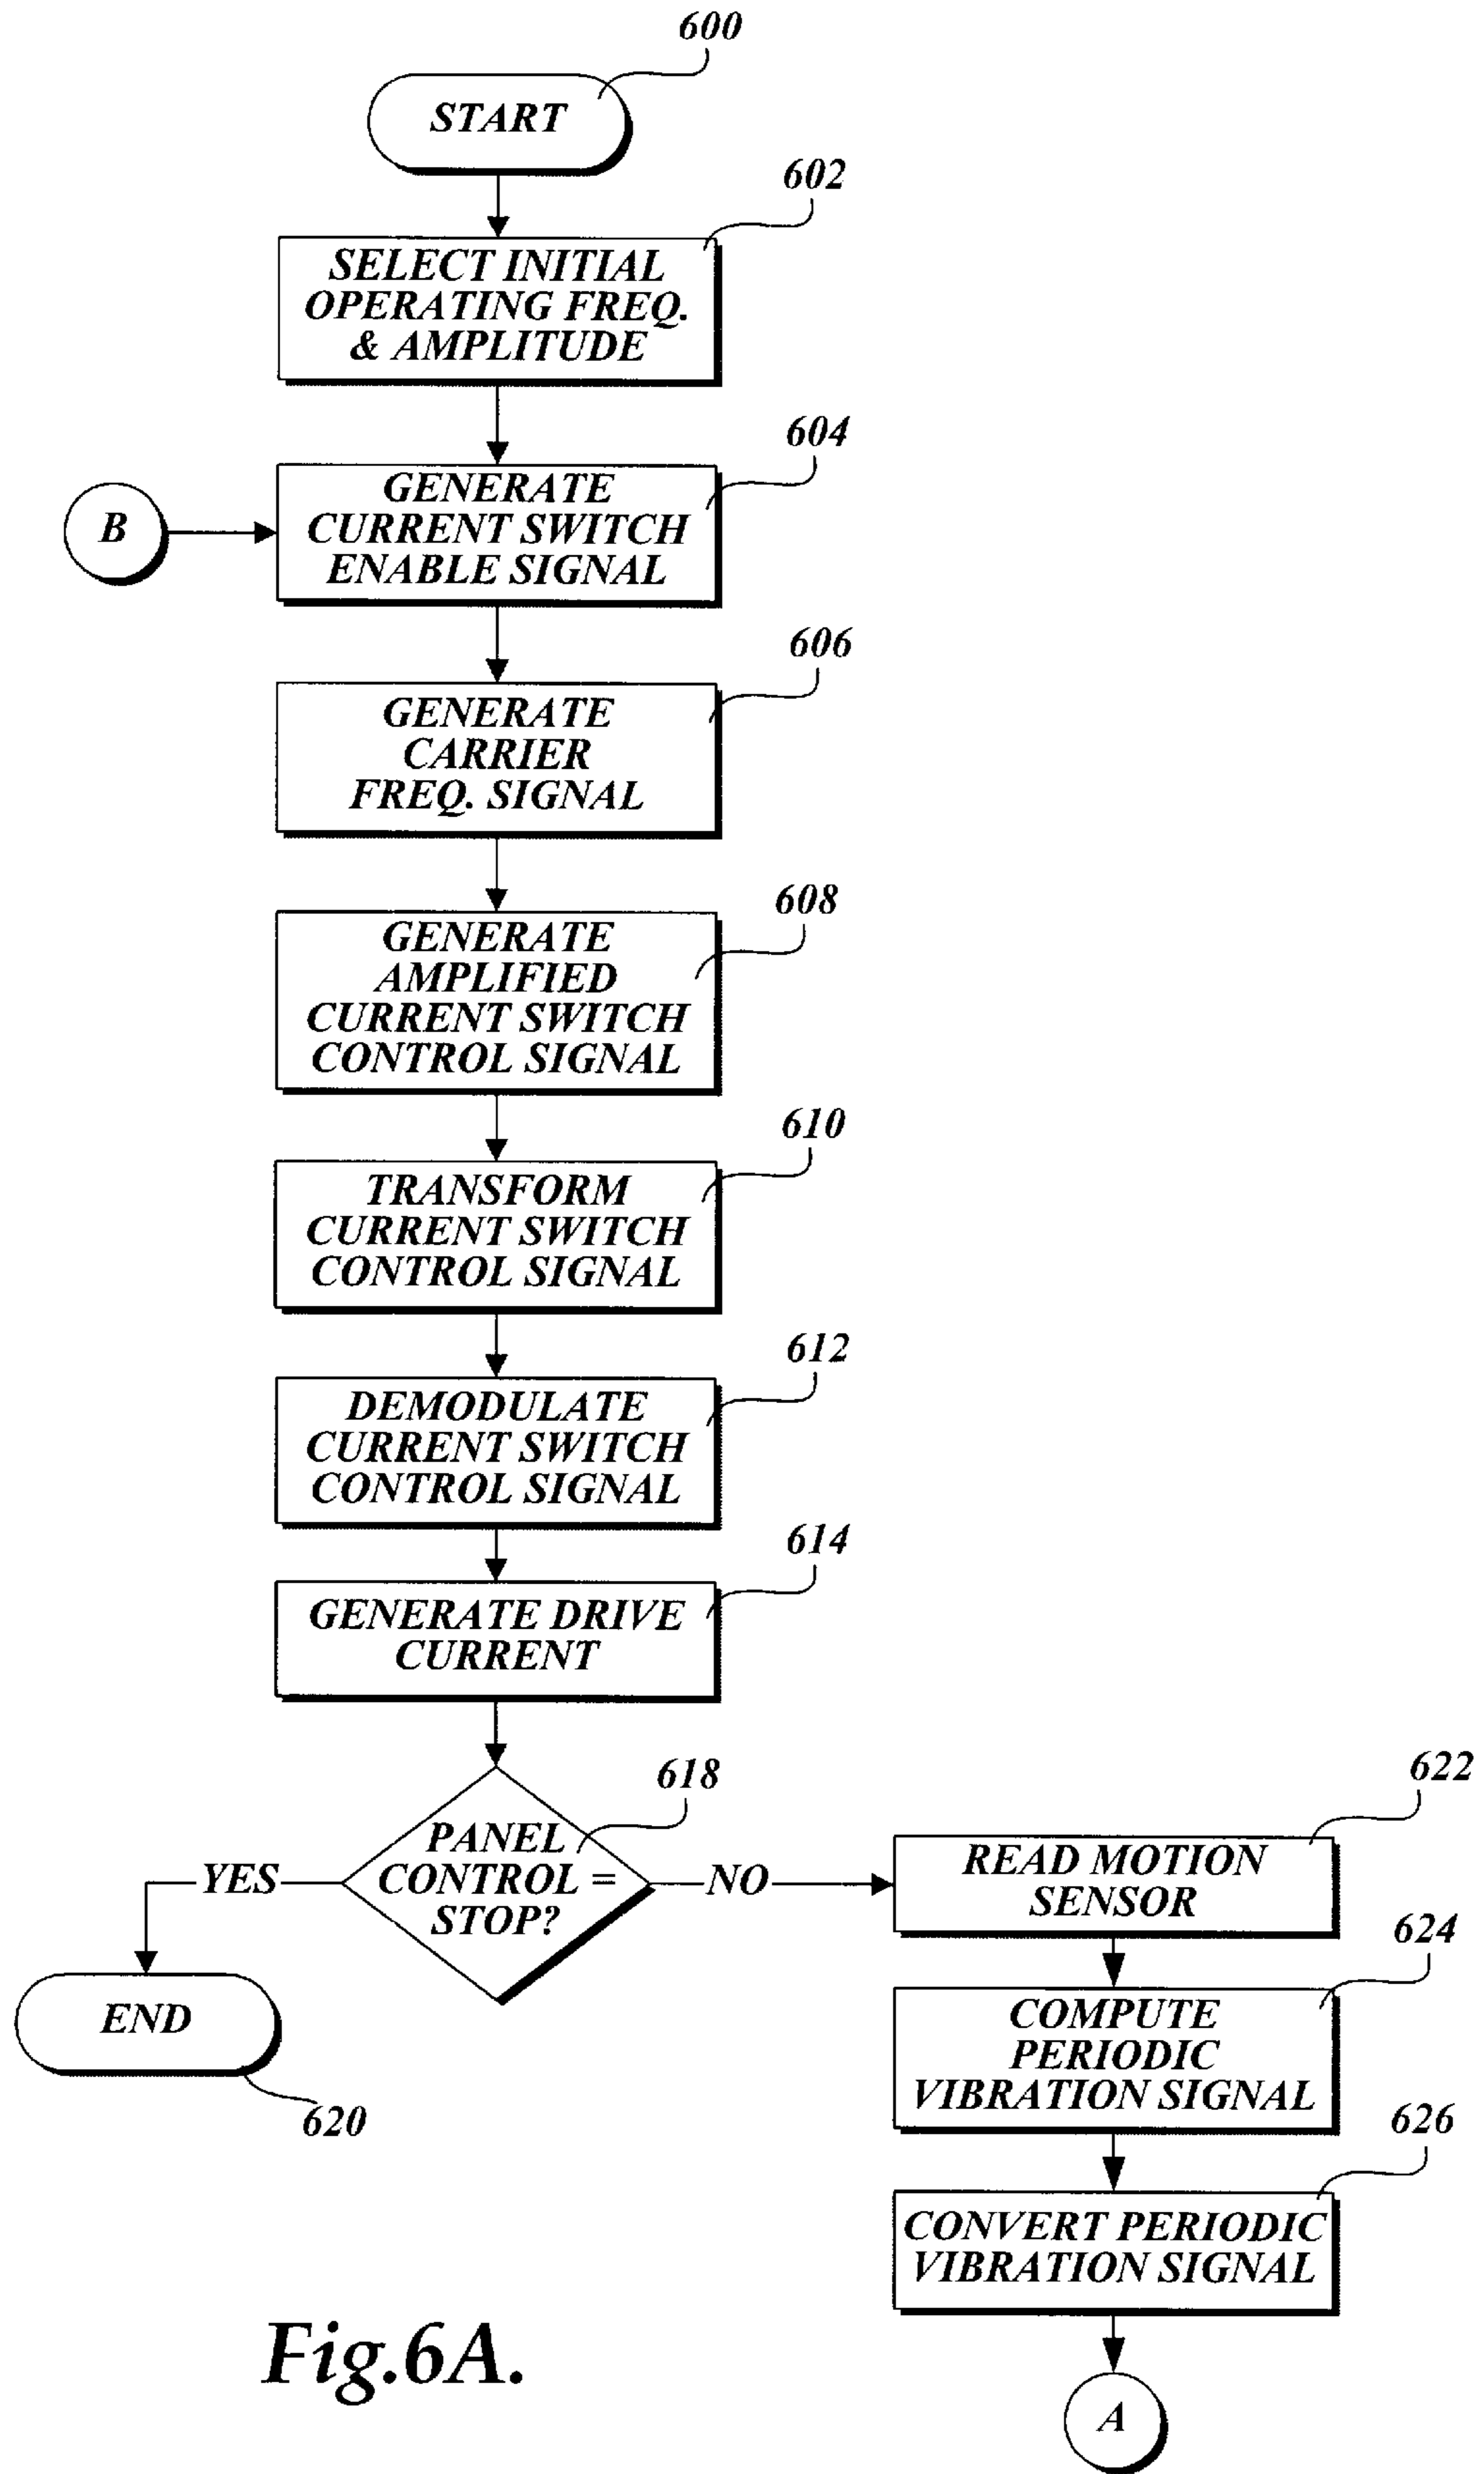 600
START
602
SELECT INITIAL
OPERATING FREQ.
& AMPLITUDE
604
GENERATE
CURRENT SWITCH
ENABLE SIGNAL
B
606
GENERATE
CARRIER
FREQ. SIGNAL
608
GENERATE
AMPLIFIED
CURRENT SWITCH
CONTROL SIGNAL
610
TRANSFORM
CURRENT SWITCH
CONTROL SIGNAL
612
DEMODULATE
CURRENT SWITCH
CONTROL SIGNAL
614
GENERATE DRIVE
CURRENT
618
PANEL
CONTROL =
STOP?
YES
NO
END
620
622
READ MOTION
SENSOR
624
COMPUTE
PERIODIC
VIBRATION SIGNAL
626
CONVERT PERIODIC
VIBRATION SIGNAL
A
Fig.6A.